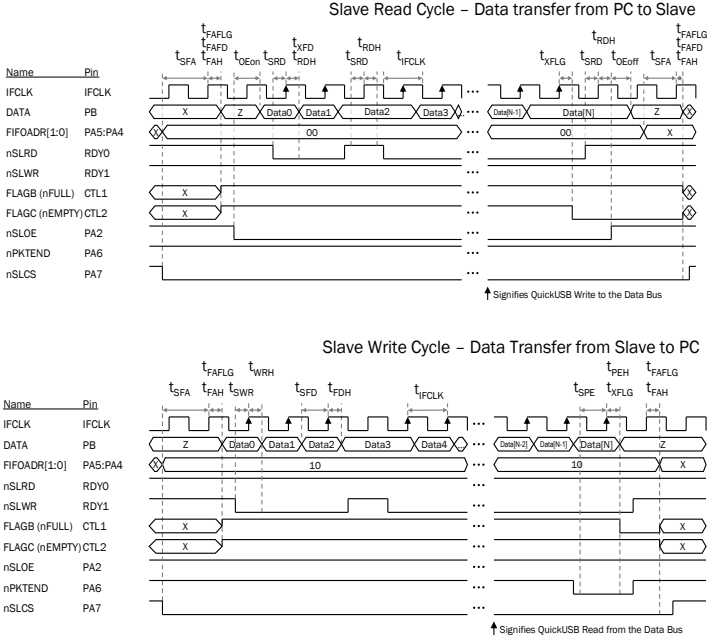 Slave Read Cycle – Data transfer from PC to Slave
tFAFLG tFAFLG
tFAFD tXFD tRDH tRDH tFAFD
tSFA tFAH tOEon tSRD tRDH tSRD tIFCLK tXFLG tSRD tOEoff tSFA tFAH
Name Pin
IFCLK IFCLK ...
DATA PB X Z Data0 Data1 Data2 Data3 ... Data[N-1] Data[N] Z X
FIFOADR[1:0] PA5:PA4 X 00 ... 00 X
nSLRD RDY0 ...
nSLWR RDY1 ...
FLAGB (nFULL) CTL1 X ... X
FLAGC (nEMPTY) CTL2 X ... X
nSLOE PA2 ...
nPKTEND PA6 ...
nSLCS PA7 ...
Signifies QuickUSB Write to the Data Bus
Slave Write Cycle – Data Transfer from Slave to PC
tFAFLG tWRH tPEH tFAFLG
tSFA tFAH tSWR tSFD tFDH tIFCLK tSPE tXFLG tFAH
Name Pin
IFCLK IFCLK ...
DATA PB Z Data0 Data1 Data2 Data3 Data4 ... Data[N-2] Data[N-1] Data[N] Z
FIFOADR[1:0] PA5:PA4 X 10 ... 10 X
nSLRD RDY0 ...
nSLWR RDY1 ...
FLAGB (nFULL) CTL1 X ... X
FLAGC (nEMPTY) CTL2 X ... X
nSLOE PA2 ...
nPKTEND PA6 ...
nSLCS PA7 ...
Signifies QuickUSB Read from the Data Bus